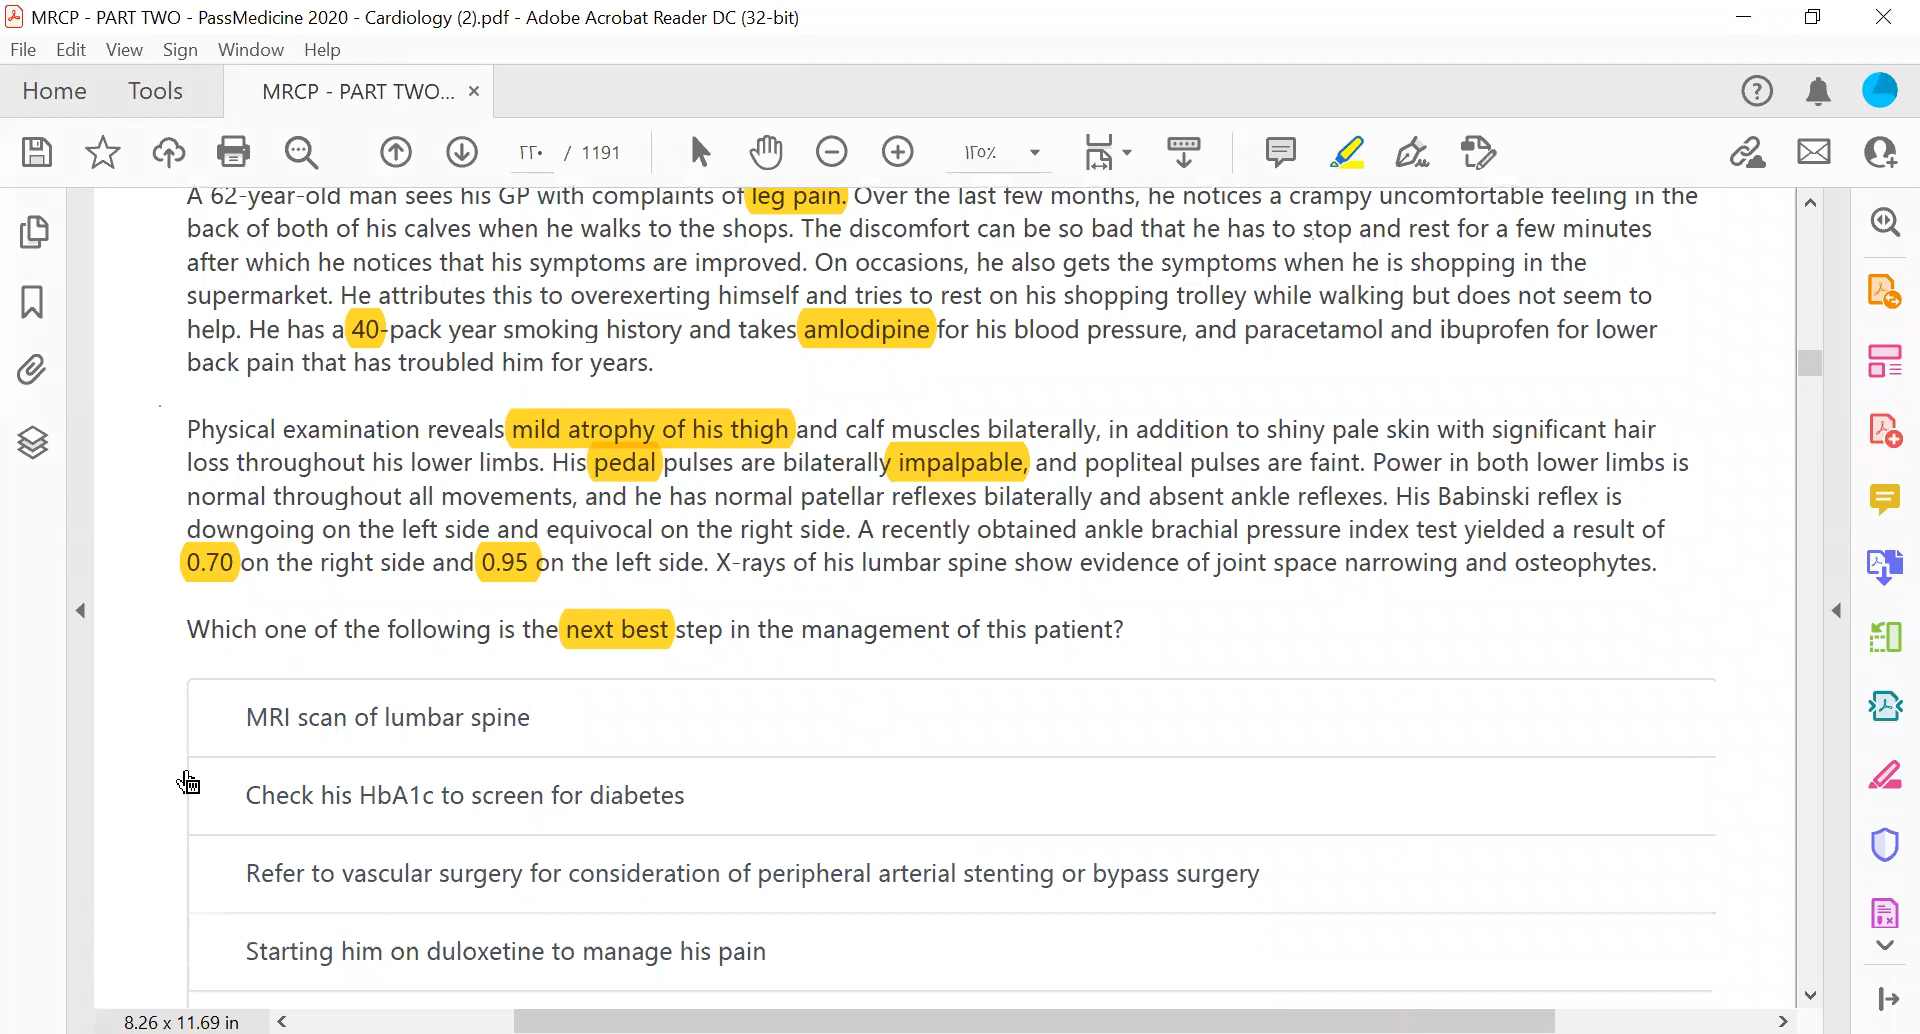 MRCP - PART TWO - PassMedicine 2020 - Cardiology (2).pdf - Adobe Acrobat Reader DC (32-bit)
File Edit View Sign Window Help
Home Tools MRCP - PART TWO...
٢٢٠ / 1191 ١٢٥٪
A 62-year-old man sees his GP with complaints of leg pain. Over the last few months, he notices a crampy uncomfortable feeling in the
back of both of his calves when he walks to the shops. The discomfort can be so bad that he has to stop and rest for a few minutes
after which he notices that his symptoms are improved. On occasions, he also gets the symptoms when he is shopping in the
supermarket. He attributes this to overexerting himself and tries to rest on his shopping trolley while walking but does not seem to
help. He has a 40-pack year smoking history and takes amlodipine for his blood pressure, and paracetamol and ibuprofen for lower
back pain that has troubled him for years.
Physical examination reveals mild atrophy of his thigh and calf muscles bilaterally, in addition to shiny pale skin with significant hair
loss throughout his lower limbs. His pedal pulses are bilaterally impalpable, and popliteal pulses are faint. Power in both lower limbs is
normal throughout all movements, and he has normal patellar reflexes bilaterally and absent ankle reflexes. His Babinski reflex is
downgoing on the left side and equivocal on the right side. A recently obtained ankle brachial pressure index test yielded a result of
0.70 on the right side and 0.95 on the left side. X-rays of his lumbar spine show evidence of joint space narrowing and osteophytes.
Which one of the following is the next best step in the management of this patient?
MRI scan of lumbar spine
Check his HbA1c to screen for diabetes
Refer to vascular surgery for consideration of peripheral arterial stenting or bypass surgery
Starting him on duloxetine to manage his pain
8.26 x 11.69 in